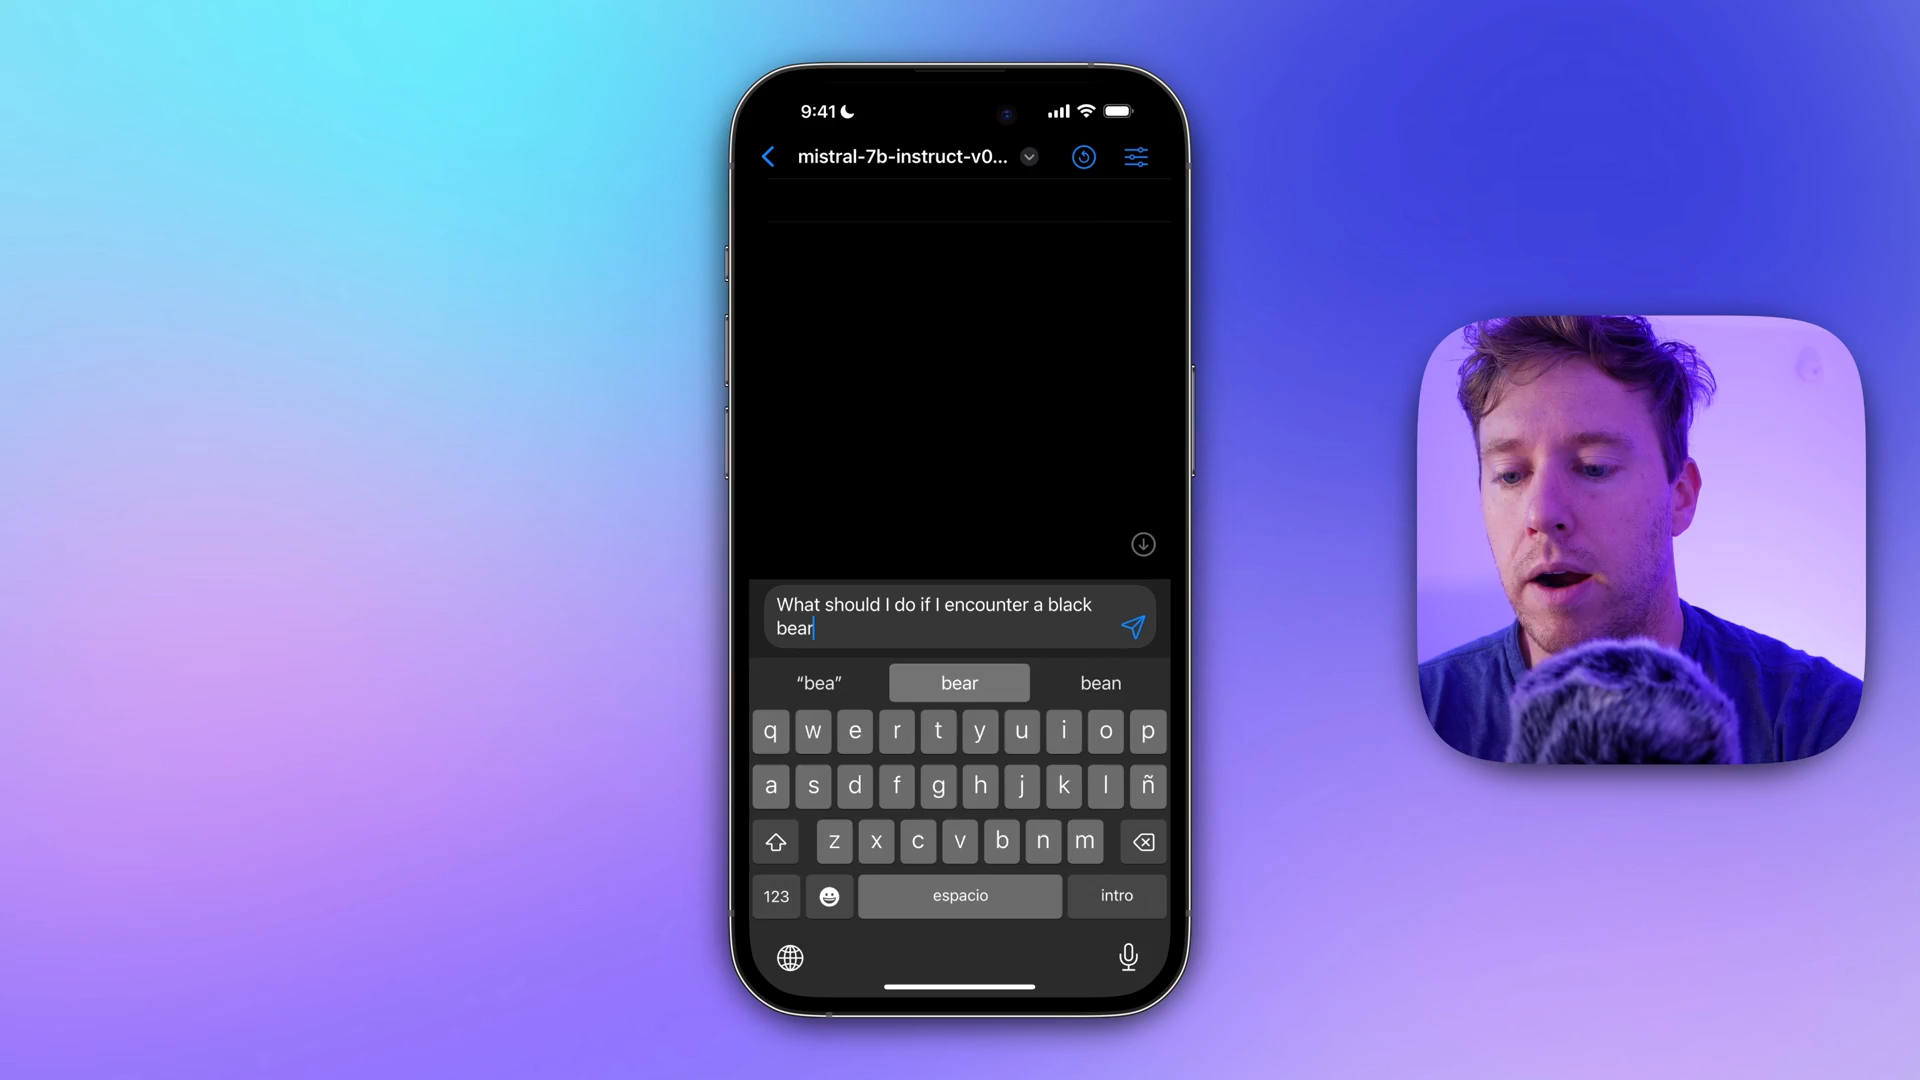 9:41
mistral-7b-instruct-v0...
What should I do if I encounter a black
bear
“bea” bear bean
q w e r t y u i o p
a s d f g h j k l ñ
z x c v b n m
123 espacio intro